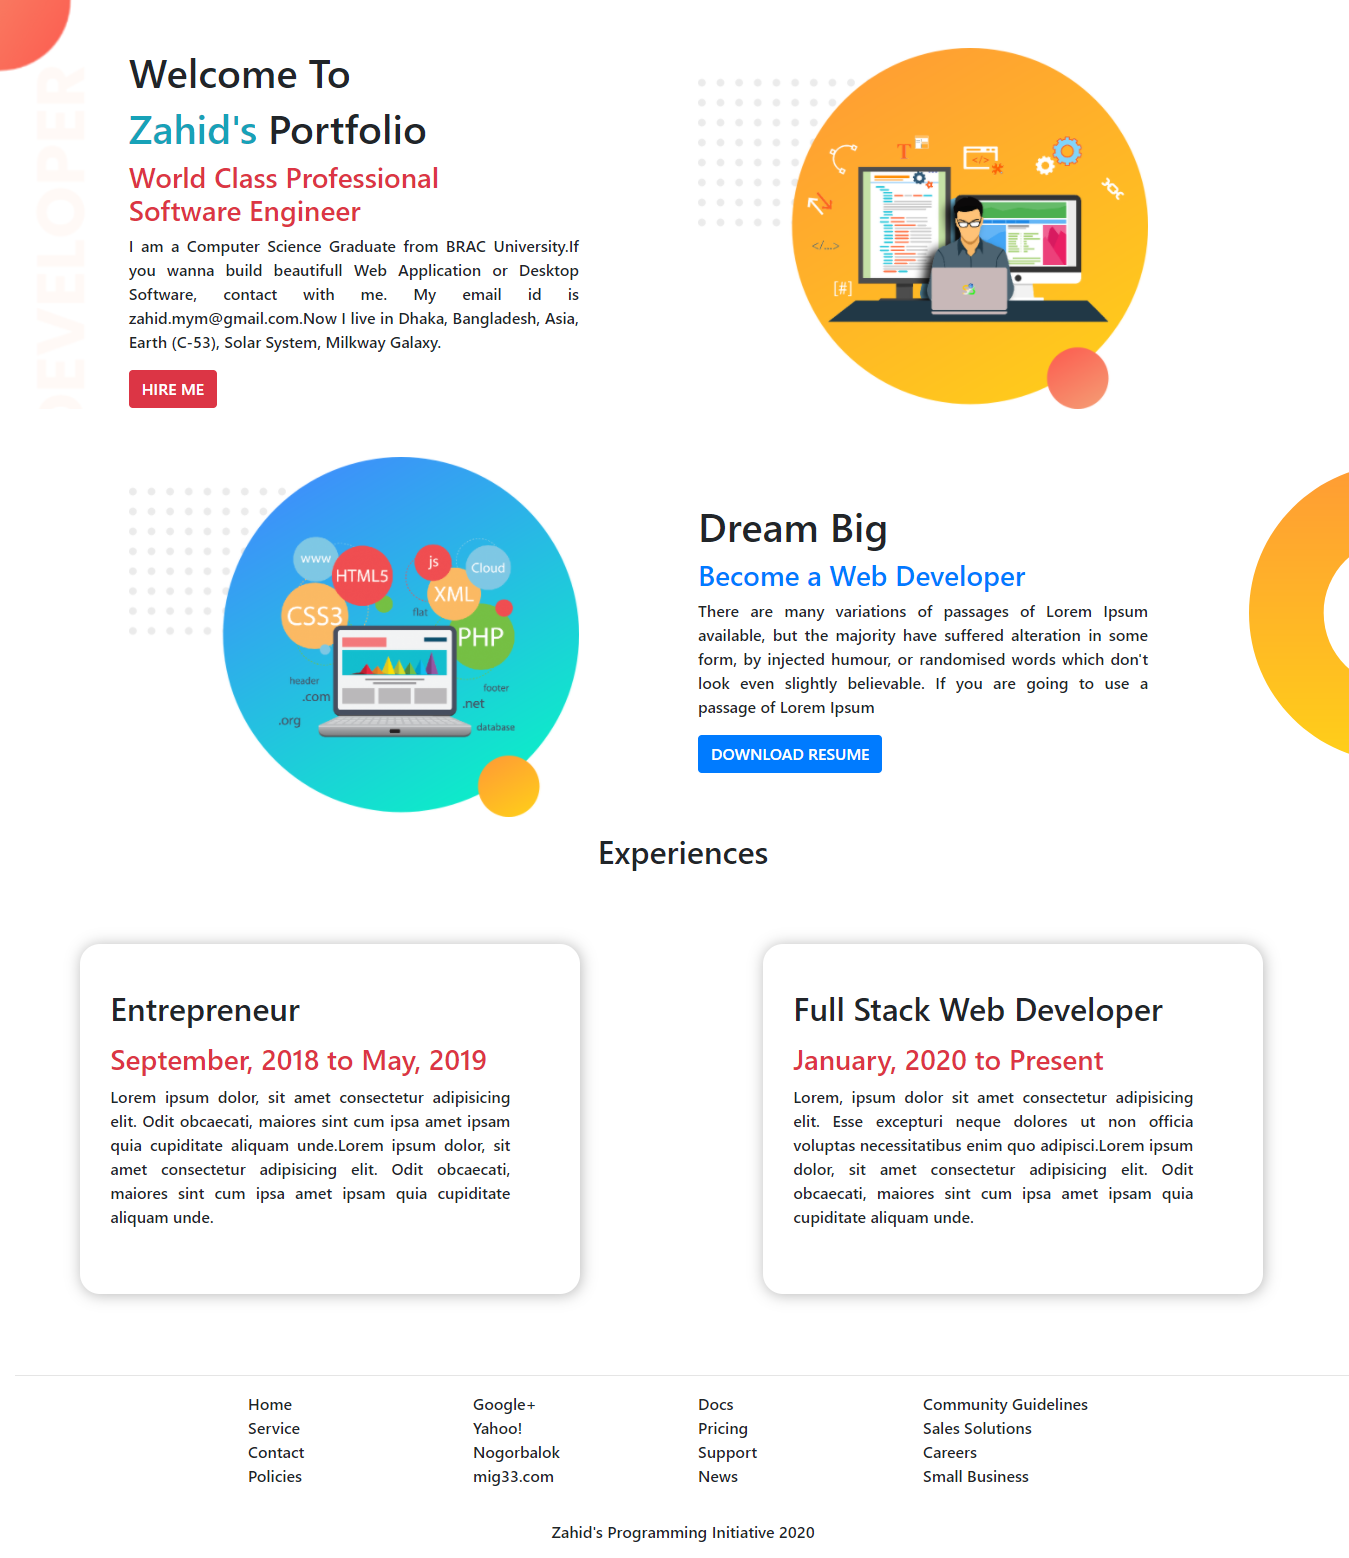 DEVELOPER
Welcome To
Zahid's Portfolio
World Class Professional
Software Engineer
I am a Computer Science Graduate from BRAC University.If
you wanna build beautifull Web Application or Desktop
Software, contact with me. My email id is
zahid.mym@gmail.com.Now I live in Dhaka, Bangladesh, Asia,
Earth (C-53), Solar System, Milkway Galaxy.
HIRE ME
T
</>
</...>
[#]
www
HTML5
js
Cloud
CSS3
XML
flat
PHP
header
.com
footer
.net
.org
database
Dream Big
Become a Web Developer
There are many variations of passages of Lorem Ipsum
available, but the majority have suffered alteration in some
form, by injected humour, or randomised words which don't
look even slightly believable. If you are going to use a
passage of Lorem Ipsum
DOWNLOAD RESUME
Experiences
Entrepreneur
September, 2018 to May, 2019
Lorem ipsum dolor, sit amet consectetur adipisicing
elit. Odit obcaecati, maiores sint cum ipsa amet ipsam
quia cupiditate aliquam unde.Lorem ipsum dolor, sit
amet consectetur adipisicing elit. Odit obcaecati,
maiores sint cum ipsa amet ipsam quia cupiditate
aliquam unde.
Full Stack Web Developer
January, 2020 to Present
Lorem, ipsum dolor sit amet consectetur adipisicing
elit. Esse excepturi neque dolores ut non officia
voluptas necessitatibus enim quo adipisci.Lorem ipsum
dolor, sit amet consectetur adipisicing elit. Odit
obcaecati, maiores sint cum ipsa amet ipsam quia
cupiditate aliquam unde.
Home
Service
Contact
Policies
Google+
Yahoo!
Nogorbalok
mig33.com
Docs
Pricing
Support
News
Community Guidelines
Sales Solutions
Careers
Small Business
Zahid's Programming Initiative 2020